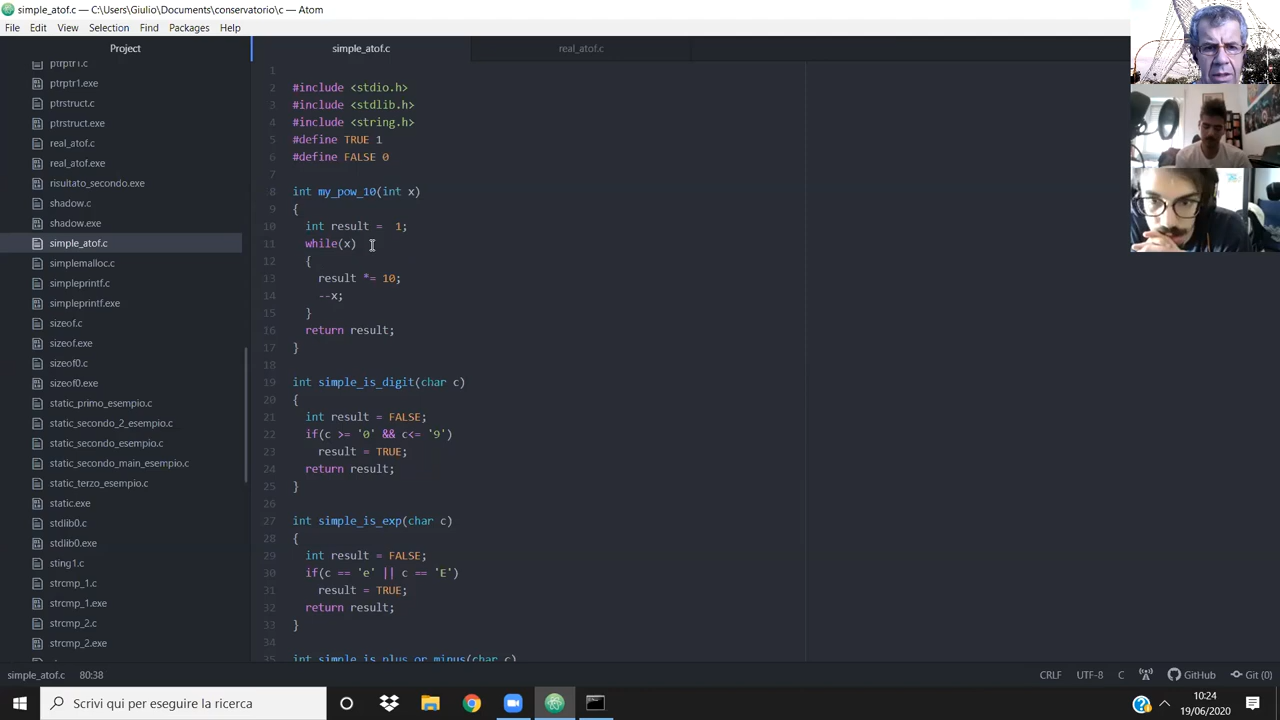 simple_atof.c — C:\Users\Giulio\Documents\conservatorio\c — Atom
File Edit View Selection Find Packages Help
Project
ptrptr1.c
ptrptr1.exe
ptrstruct.c
ptrstruct.exe
real_atof.c
real_atof.exe
risultato_secondo.exe
shadow.c
shadow.exe
simple_atof.c
simplemalloc.c
simpleprintf.c
simpleprintf.exe
sizeof.c
sizeof.exe
sizeof0.c
sizeof0.exe
static_primo_esempio.c
static_secondo_2_esempio.c
static_secondo_esempio.c
static_secondo_main_esempio.c
static_terzo_esempio.c
static.exe
stdlib0.c
stdlib0.exe
sting1.c
strcmp_1.c
strcmp_1.exe
strcmp_2.c
strcmp_2.exe
simple_atof.c real_atof.c
1
2 #include <stdio.h>
3 #include <stdlib.h>
4 #include <string.h>
5 #define TRUE 1
6 #define FALSE 0
7
8 int my_pow_10(int x)
9 {
10 int result =  1;
11 while(x)
12 {
13 result *= 10;
14 --x;
15 }
16 return result;
17 }
18
19 int simple_is_digit(char c)
20 {
21 int result = FALSE;
22 if(c >= '0' && c<= '9')
23 result = TRUE;
24 return result;
25 }
26
27 int simple_is_exp(char c)
28 {
29 int result = FALSE;
30 if(c == 'e' || c == 'E')
31 result = TRUE;
32 return result;
33 }
34
35 int simple_is_plus_or_minus(char c)
simple_atof.c 80:38 CRLF UTF-8 C GitHub Git (0)
Scrivi qui per eseguire la ricerca
10:24
19/06/2020